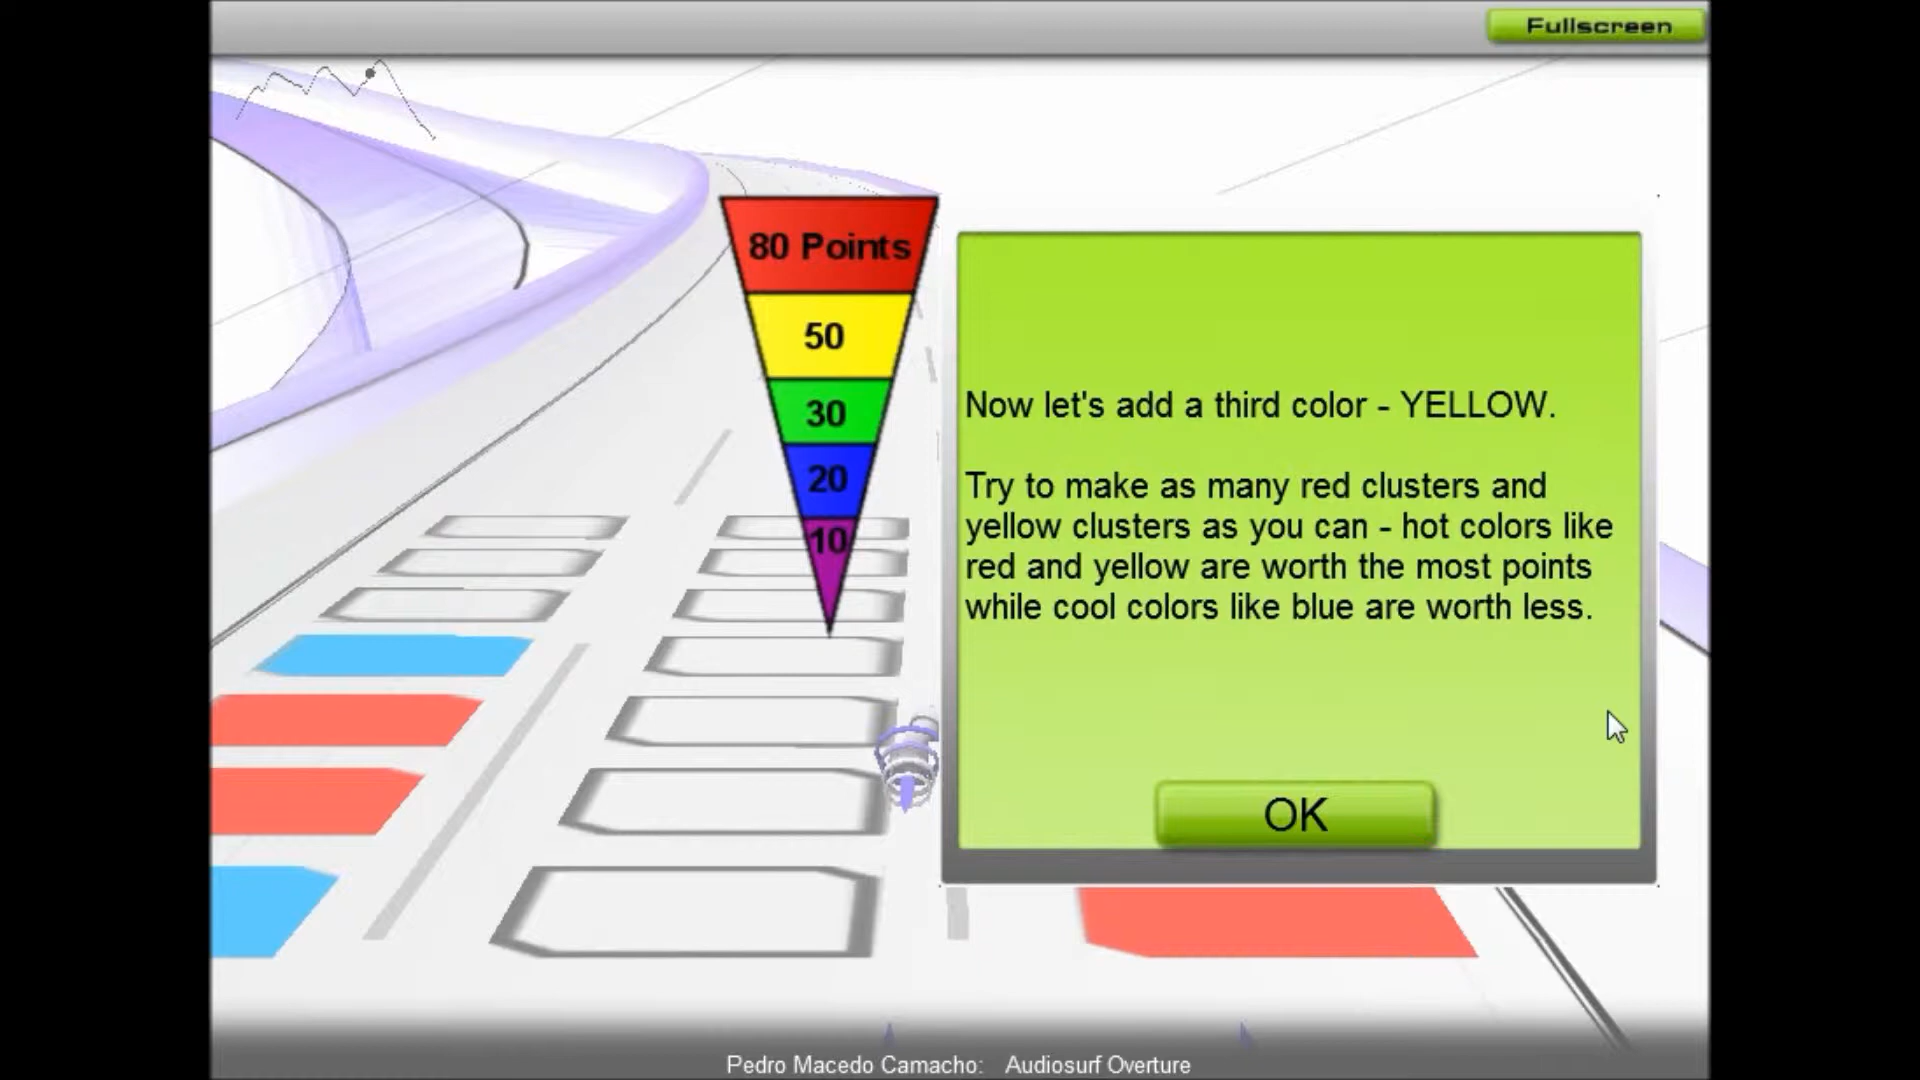 Fullscreen
80 Points
50
30
20
10
Now let's add a third color - YELLOW.
Try to make as many red clusters and
yellow clusters as you can - hot colors like
red and yellow are worth the most points
while cool colors like blue are worth less.
OK
Pedro Macedo Camacho: Audiosurf Overture